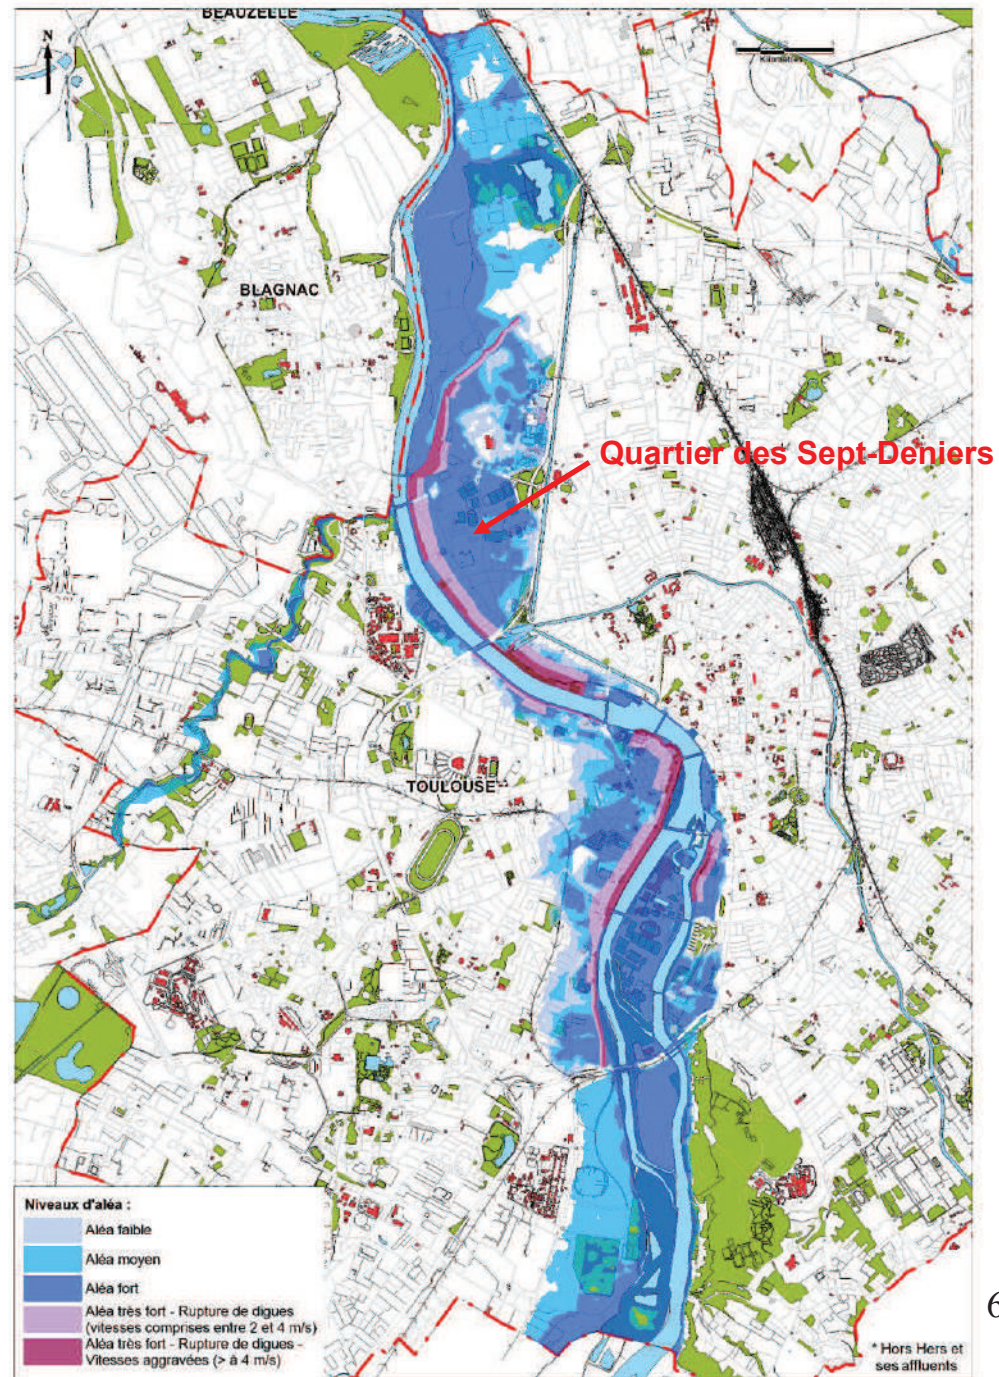 BEAUZELLE
N
Kilomètres
BLAGNAC
Quartier des Sept-Deniers
TOULOUSE
Niveaux d'aléa :
Aléa faible
Aléa moyen
Aléa fort
Aléa très fort - Rupture de digues
(vitesses comprises entre 2 et 4 m/s)
Aléa très fort - Rupture de digues -
Vitesses aggravées (> à 4 m/s)
* Hors Hers et
ses affluents
6